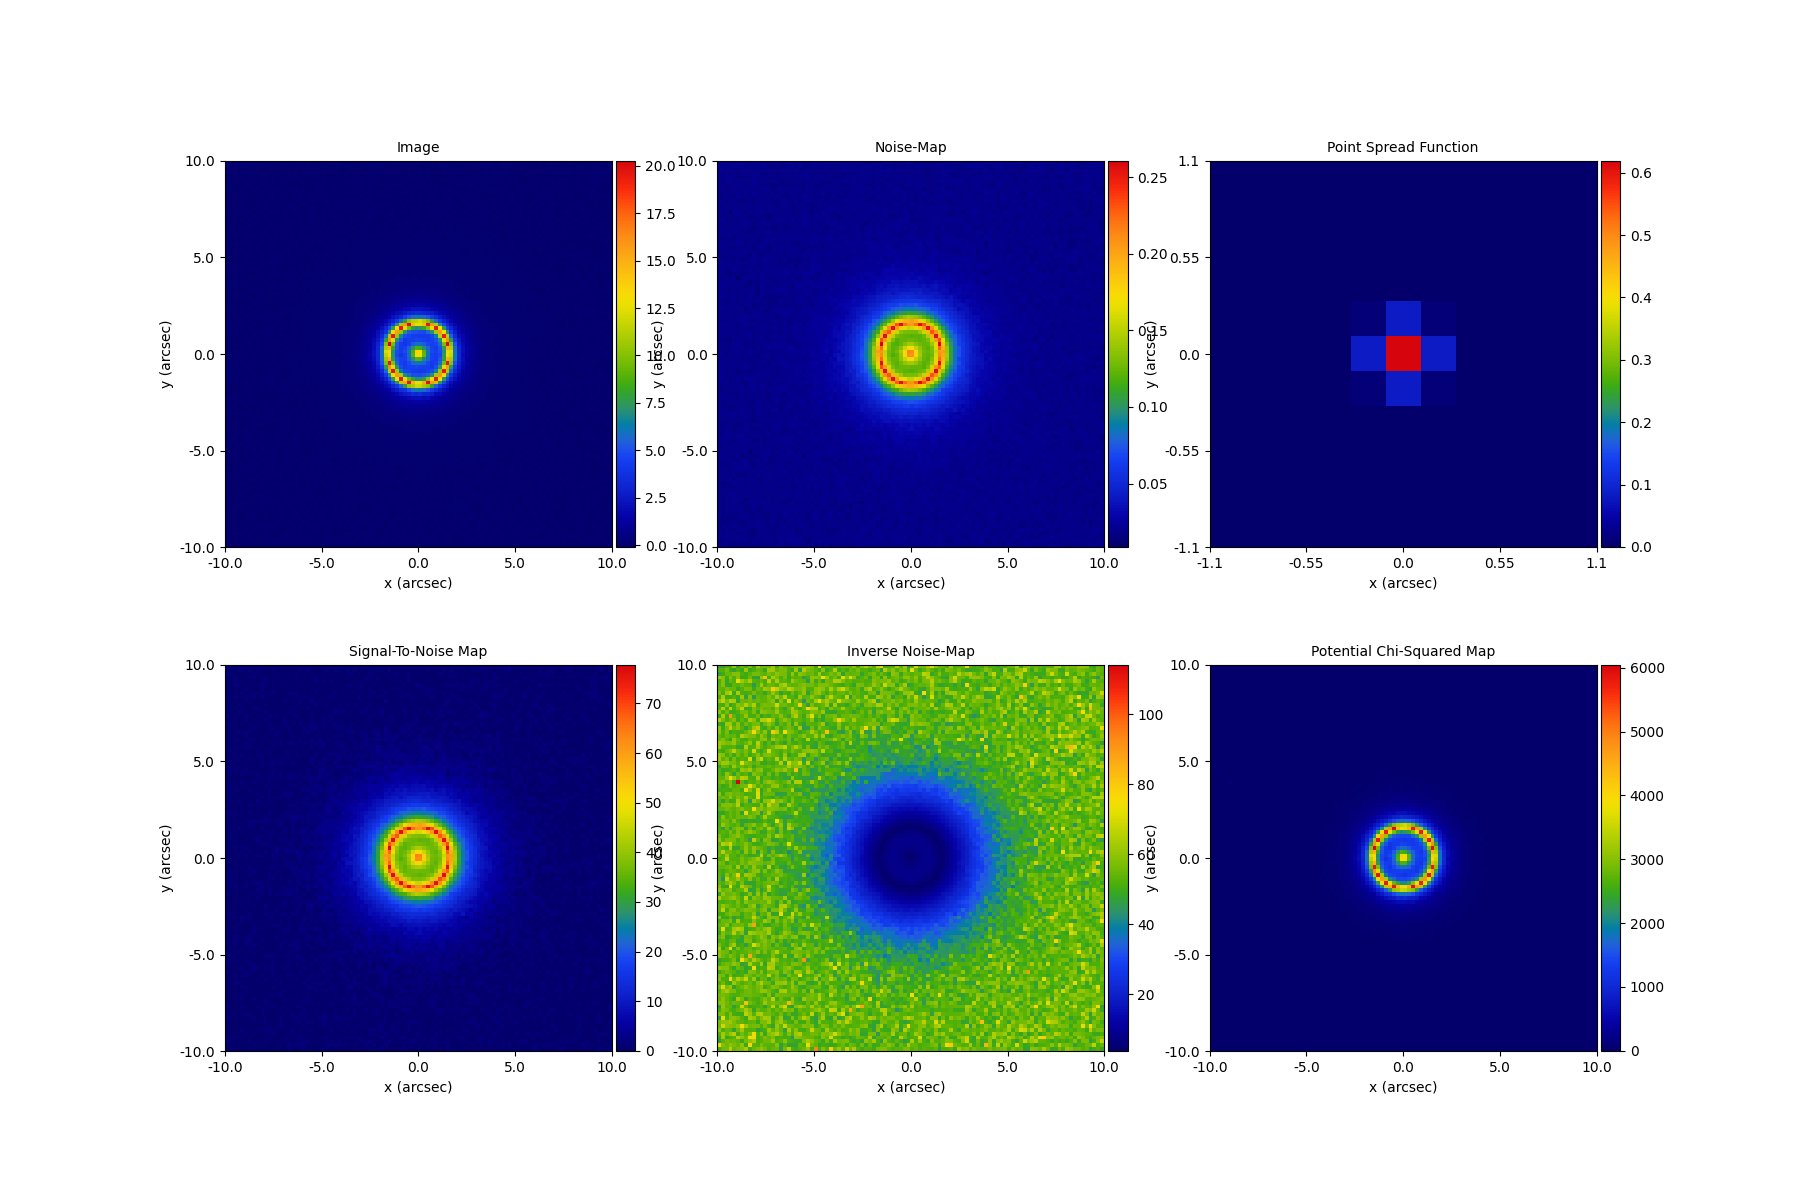 Image
10.0
5.0
0.0
-5.0
-10.0
-10.0 -5.0 0.0 5.0 10.0
x (arcsec)
y (arcsec)
20.0
17.5
15.0
12.5
10.0
7.5
5.0
2.5
0.0
Noise-Map
10.0
5.0
0.0
-5.0
-10.0
-10.0 -5.0 0.0 5.0 10.0
x (arcsec)
y (arcsec)
0.25
0.20
0.15
0.10
0.05
Point Spread Function
1.1
0.55
0.0
-0.55
-1.1
-1.1 -0.55 0.0 0.55 1.1
x (arcsec)
y (arcsec)
0.6
0.5
0.4
0.3
0.2
0.1
0.0
Signal-To-Noise Map
10.0
5.0
0.0
-5.0
-10.0
-10.0 -5.0 0.0 5.0 10.0
x (arcsec)
y (arcsec)
70
60
50
40
30
20
10
0
Inverse Noise-Map
10.0
5.0
0.0
-5.0
-10.0
-10.0 -5.0 0.0 5.0 10.0
x (arcsec)
y (arcsec)
100
80
60
40
20
Potential Chi-Squared Map
10.0
5.0
0.0
-5.0
-10.0
-10.0 -5.0 0.0 5.0 10.0
x (arcsec)
y (arcsec)
6000
5000
4000
3000
2000
1000
0